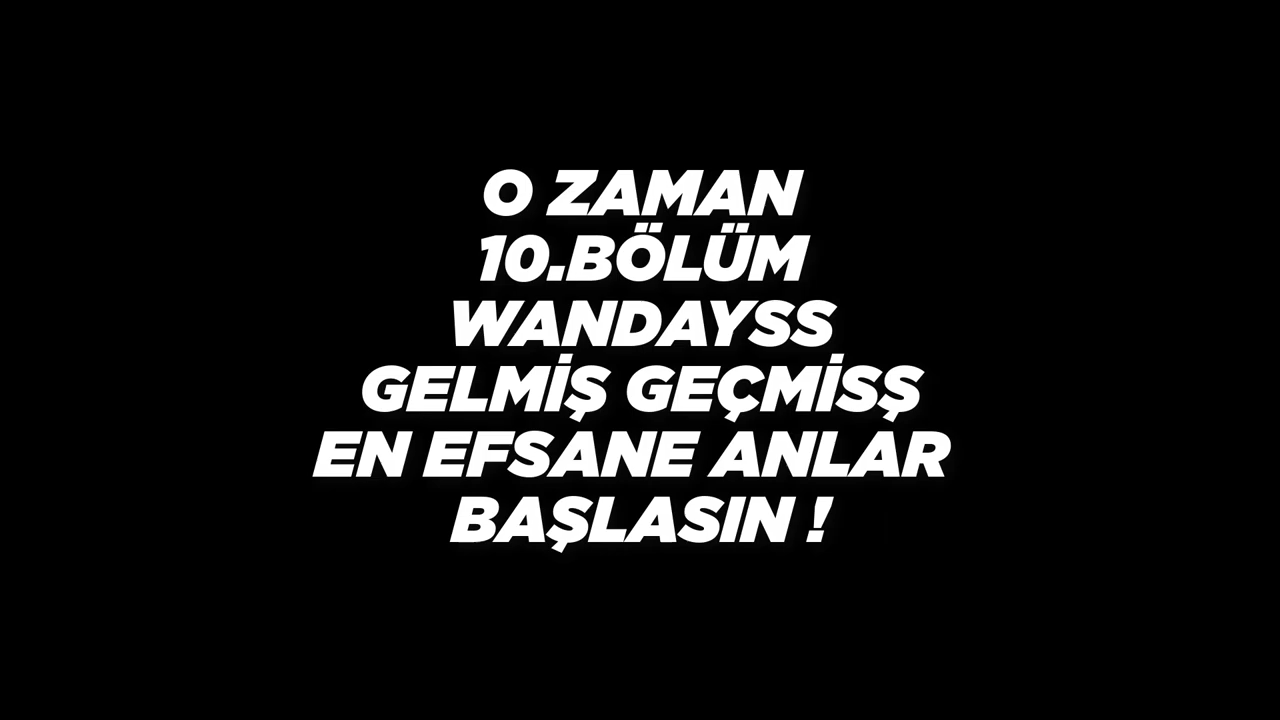 O ZAMAN
10.BÖLÜM
WANDAYSS
GELMİŞ GEÇMİSŞ
EN EFSANE ANLAR
BAŞLASIN !